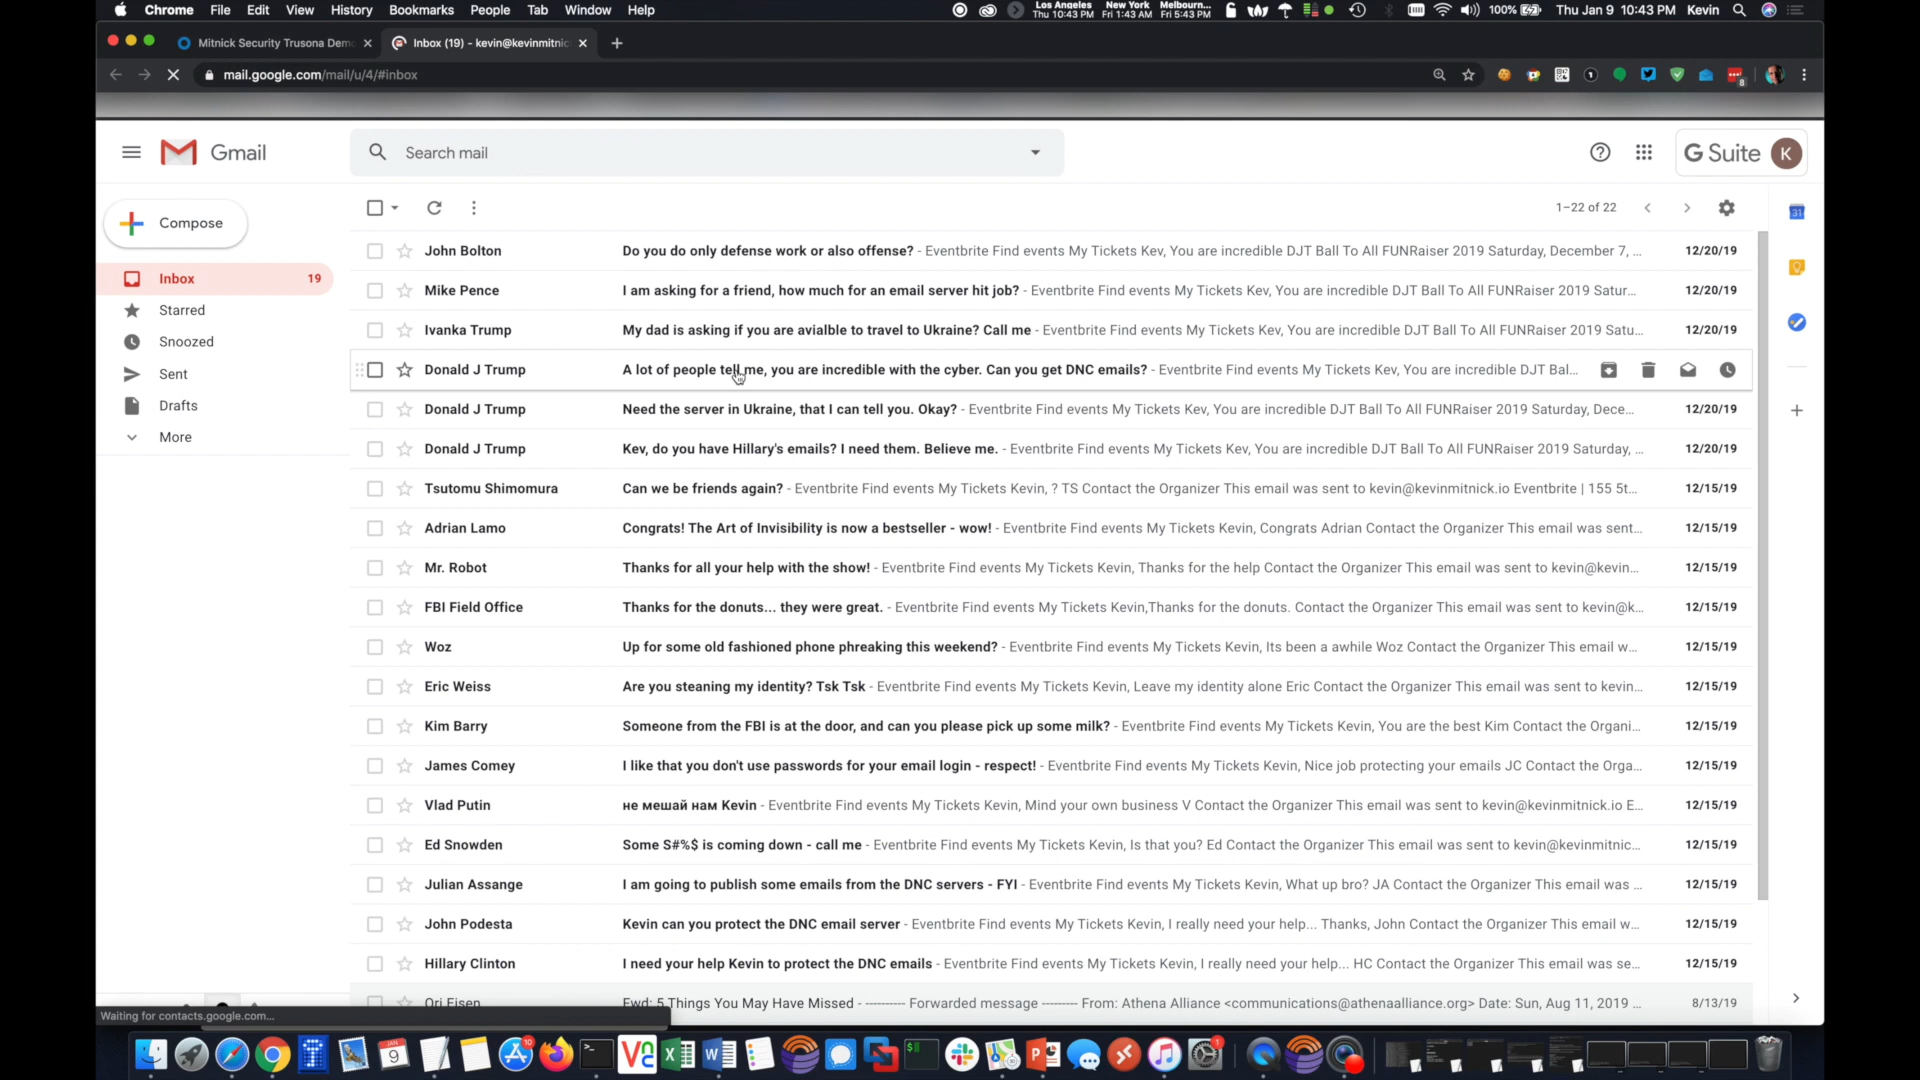 Chrome File Edit View History Bookmarks People Tab Window Help Los Angeles Thu 10:43 PM New York Fri 1:43 AM Melbourn... Fri 5:43 PM 100% Thu Jan 9 10:43 PM Kevin
Mitnick Security Trusona Dem Inbox (19) - kevin@kevinmitnic
mail.google.com/mail/u/4/#inbox
Gmail Search mail G Suite K
Compose 1–22 of 22
Inbox 19
Starred
Snoozed
Sent
Drafts
More
John Bolton Do you do only defense work or also offense? - Eventbrite Find events My Tickets Kev, You are incredible DJT Ball To All FUNRaiser 2019 Saturday, December 7, ... 12/20/19
Mike Pence I am asking for a friend, how much for an email server hit job? - Eventbrite Find events My Tickets Kev, You are incredible DJT Ball To All FUNRaiser 2019 Satur... 12/20/19
Ivanka Trump My dad is asking if you are avialble to travel to Ukraine? Call me - Eventbrite Find events My Tickets Kev, You are incredible DJT Ball To All FUNRaiser 2019 Satu... 12/20/19
Donald J Trump A lot of people tell me, you are incredible with the cyber. Can you get DNC emails? - Eventbrite Find events My Tickets Kev, You are incredible DJT Bal...
Donald J Trump Need the server in Ukraine, that I can tell you. Okay? - Eventbrite Find events My Tickets Kev, You are incredible DJT Ball To All FUNRaiser 2019 Saturday, Dece... 12/20/19
Donald J Trump Kev, do you have Hillary's emails? I need them. Believe me. - Eventbrite Find events My Tickets Kev, You are incredible DJT Ball To All FUNRaiser 2019 Saturday, ... 12/20/19
Tsutomu Shimomura Can we be friends again? - Eventbrite Find events My Tickets Kevin, ? TS Contact the Organizer This email was sent to kevin@kevinmitnick.io Eventbrite | 155 5t... 12/15/19
Adrian Lamo Congrats! The Art of Invisibility is now a bestseller - wow! - Eventbrite Find events My Tickets Kevin, Congrats Adrian Contact the Organizer This email was sent... 12/15/19
Mr. Robot Thanks for all your help with the show! - Eventbrite Find events My Tickets Kevin, Thanks for the help Contact the Organizer This email was sent to kevin@kevin... 12/15/19
FBI Field Office Thanks for the donuts... they were great. - Eventbrite Find events My Tickets Kevin,Thanks for the donuts. Contact the Organizer This email was sent to kevin@k... 12/15/19
Woz Up for some old fashioned phone phreaking this weekend? - Eventbrite Find events My Tickets Kevin, Its been a awhile Woz Contact the Organizer This email w... 12/15/19
Eric Weiss Are you steaning my identity? Tsk Tsk - Eventbrite Find events My Tickets Kevin, Leave my identity alone Eric Contact the Organizer This email was sent to kevin... 12/15/19
Kim Barry Someone from the FBI is at the door, and can you please pick up some milk? - Eventbrite Find events My Tickets Kevin, You are the best Kim Contact the Organi... 12/15/19
James Comey I like that you don't use passwords for your email login - respect! - Eventbrite Find events My Tickets Kevin, Nice job protecting your emails JC Contact the Orga... 12/15/19
Vlad Putin не мешай нам Kevin - Eventbrite Find events My Tickets Kevin, Mind your own business V Contact the Organizer This email was sent to kevin@kevinmitnick.io E... 12/15/19
Ed Snowden Some S#%$ is coming down - call me - Eventbrite Find events My Tickets Kevin, Is that you? Ed Contact the Organizer This email was sent to kevin@kevinmitnic... 12/15/19
Julian Assange I am going to publish some emails from the DNC servers - FYI - Eventbrite Find events My Tickets Kevin, What up bro? JA Contact the Organizer This email was ... 12/15/19
John Podesta Kevin can you protect the DNC email server - Eventbrite Find events My Tickets Kevin, I really need your help... Thanks, John Contact the Organizer This email w... 12/15/19
Hillary Clinton I need your help Kevin to protect the DNC emails - Eventbrite Find events My Tickets Kevin, I really need your help... HC Contact the Organizer This email was se... 12/15/19
Ori Eisen Fwd: 5 Things You May Have Missed - ---------- Forwarded message --------- From: Athena Alliance <communications@athenaalliance.org> Date: Sun, Aug 11, 2019 ... 8/13/19
Waiting for contacts.google.com...